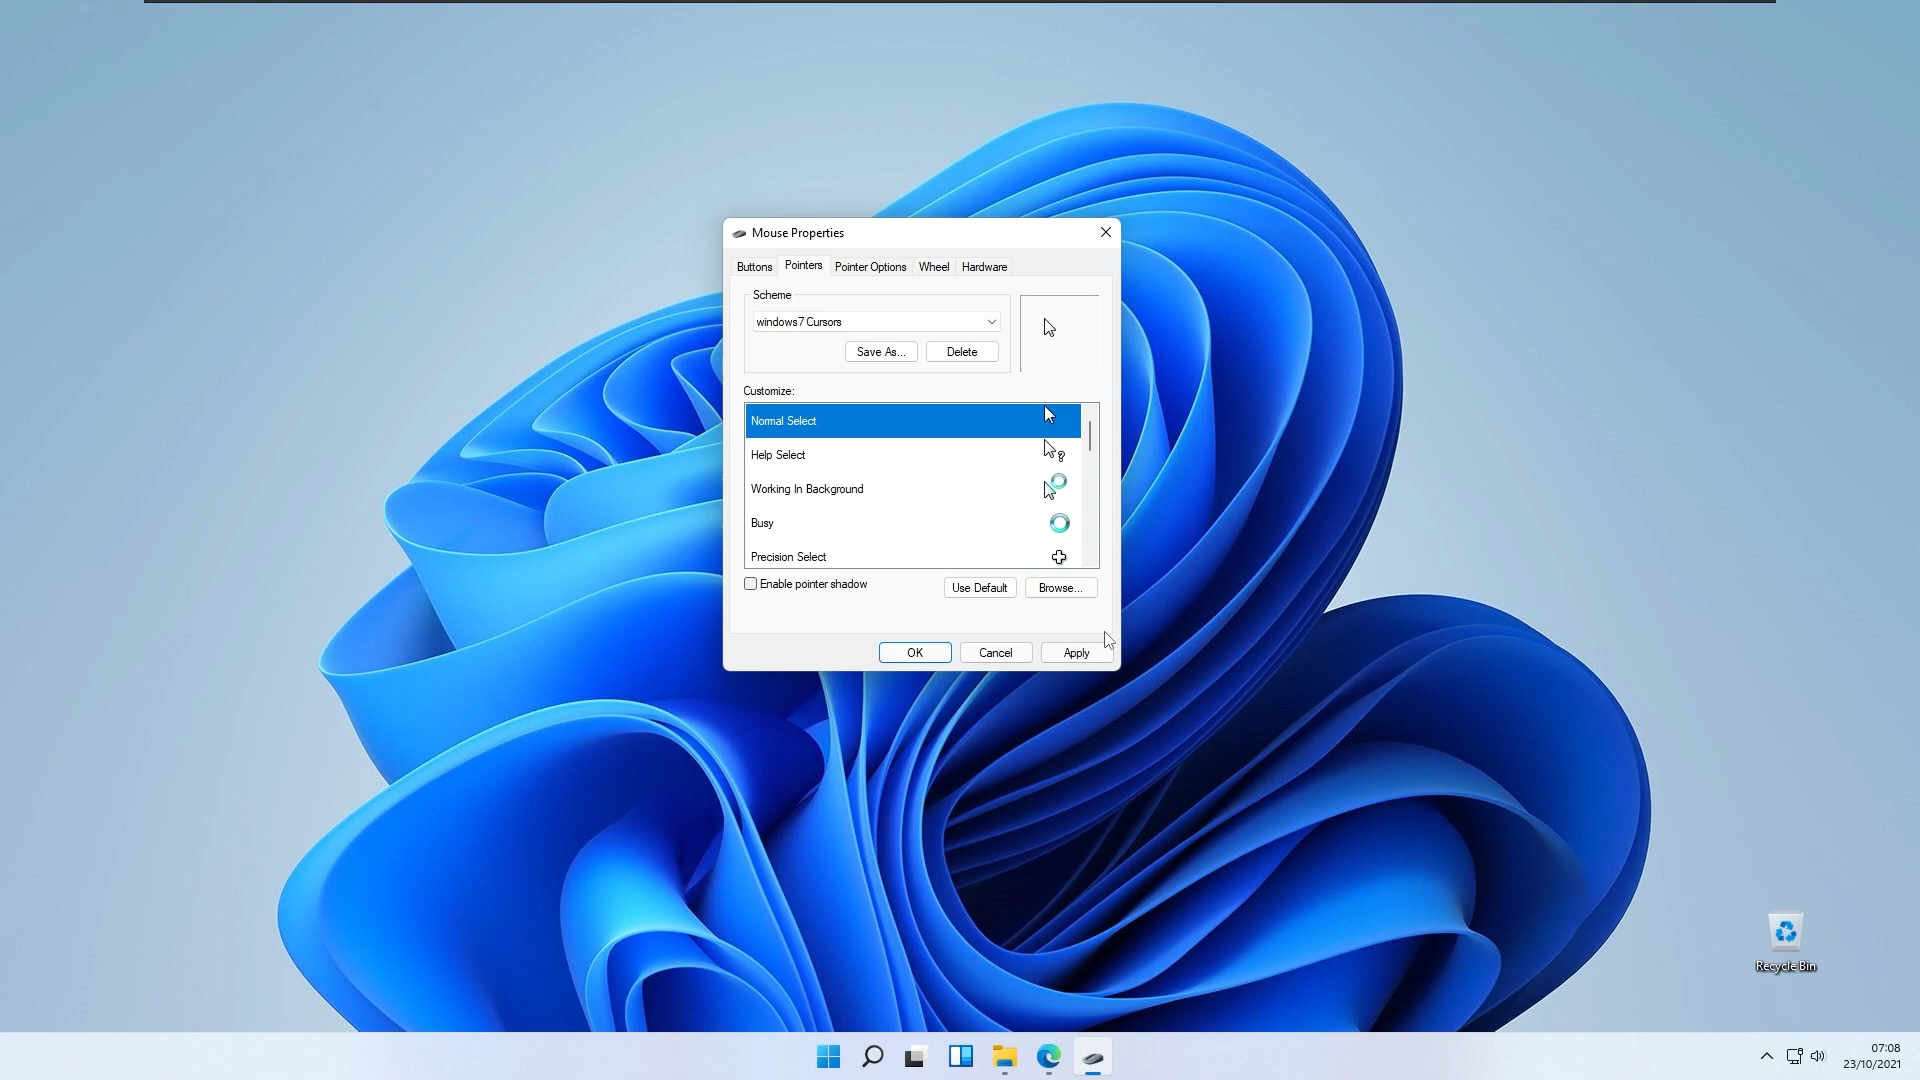 Mouse Properties
Buttons Pointers Pointer Options Wheel Hardware
Scheme
windows7 Cursors
Save As... Delete
Customize:
Normal Select
Help Select
Working In Background
Busy
Precision Select
Enable pointer shadow
Use Default Browse...
OK Cancel Apply
Recycle Bin
07:08
23/10/2021